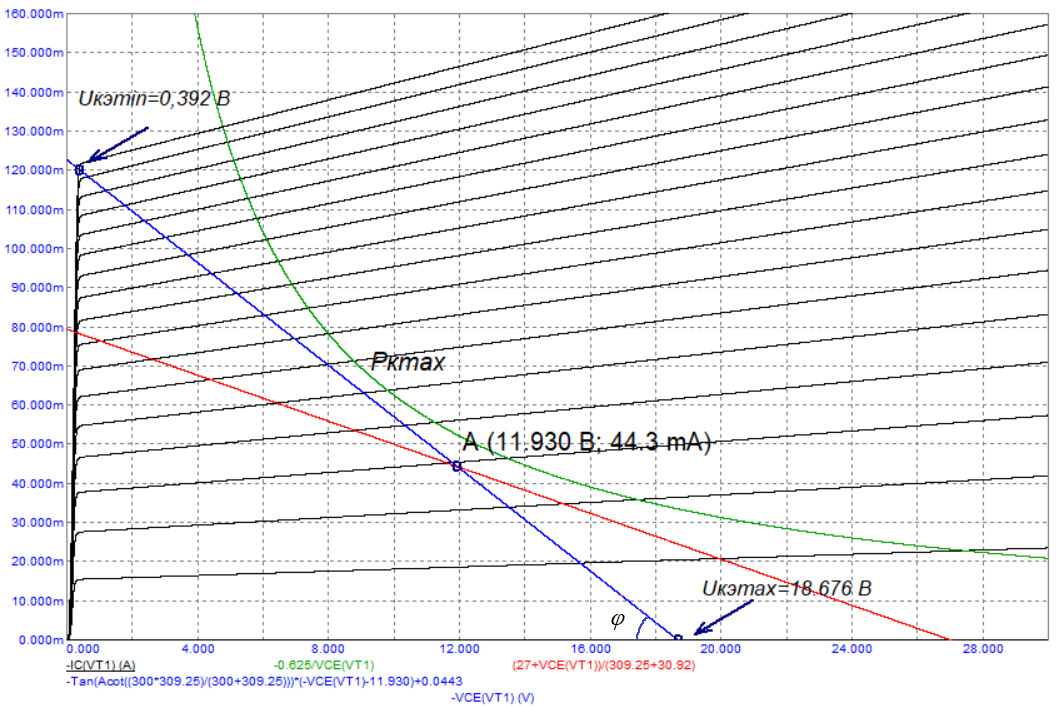 160.000m
150.000m
140.000m
Uкэmin=0,392 В
130.000m
120.000m
110.000m
100.000m
90.000m
80.000m
70.000m
Pкmax
60.000m
50.000m
A (11.930 В; 44.3 mA)
40.000m
30.000m
20.000m
Uкэmax=18.676 В
10.000m
φ
0.000m
0.000 4.000 8.000 12.000 16.000 20.000 24.000 28.000
-IC(VT1) (A) -0.625/VCE(VT1) (27+VCE(VT1))/(309.25+30.92)
-Tan(Acot((300*309.25)/(300+309.25)))*(-VCE(VT1)-11.930)+0.0443
-VCE(VT1) (V)